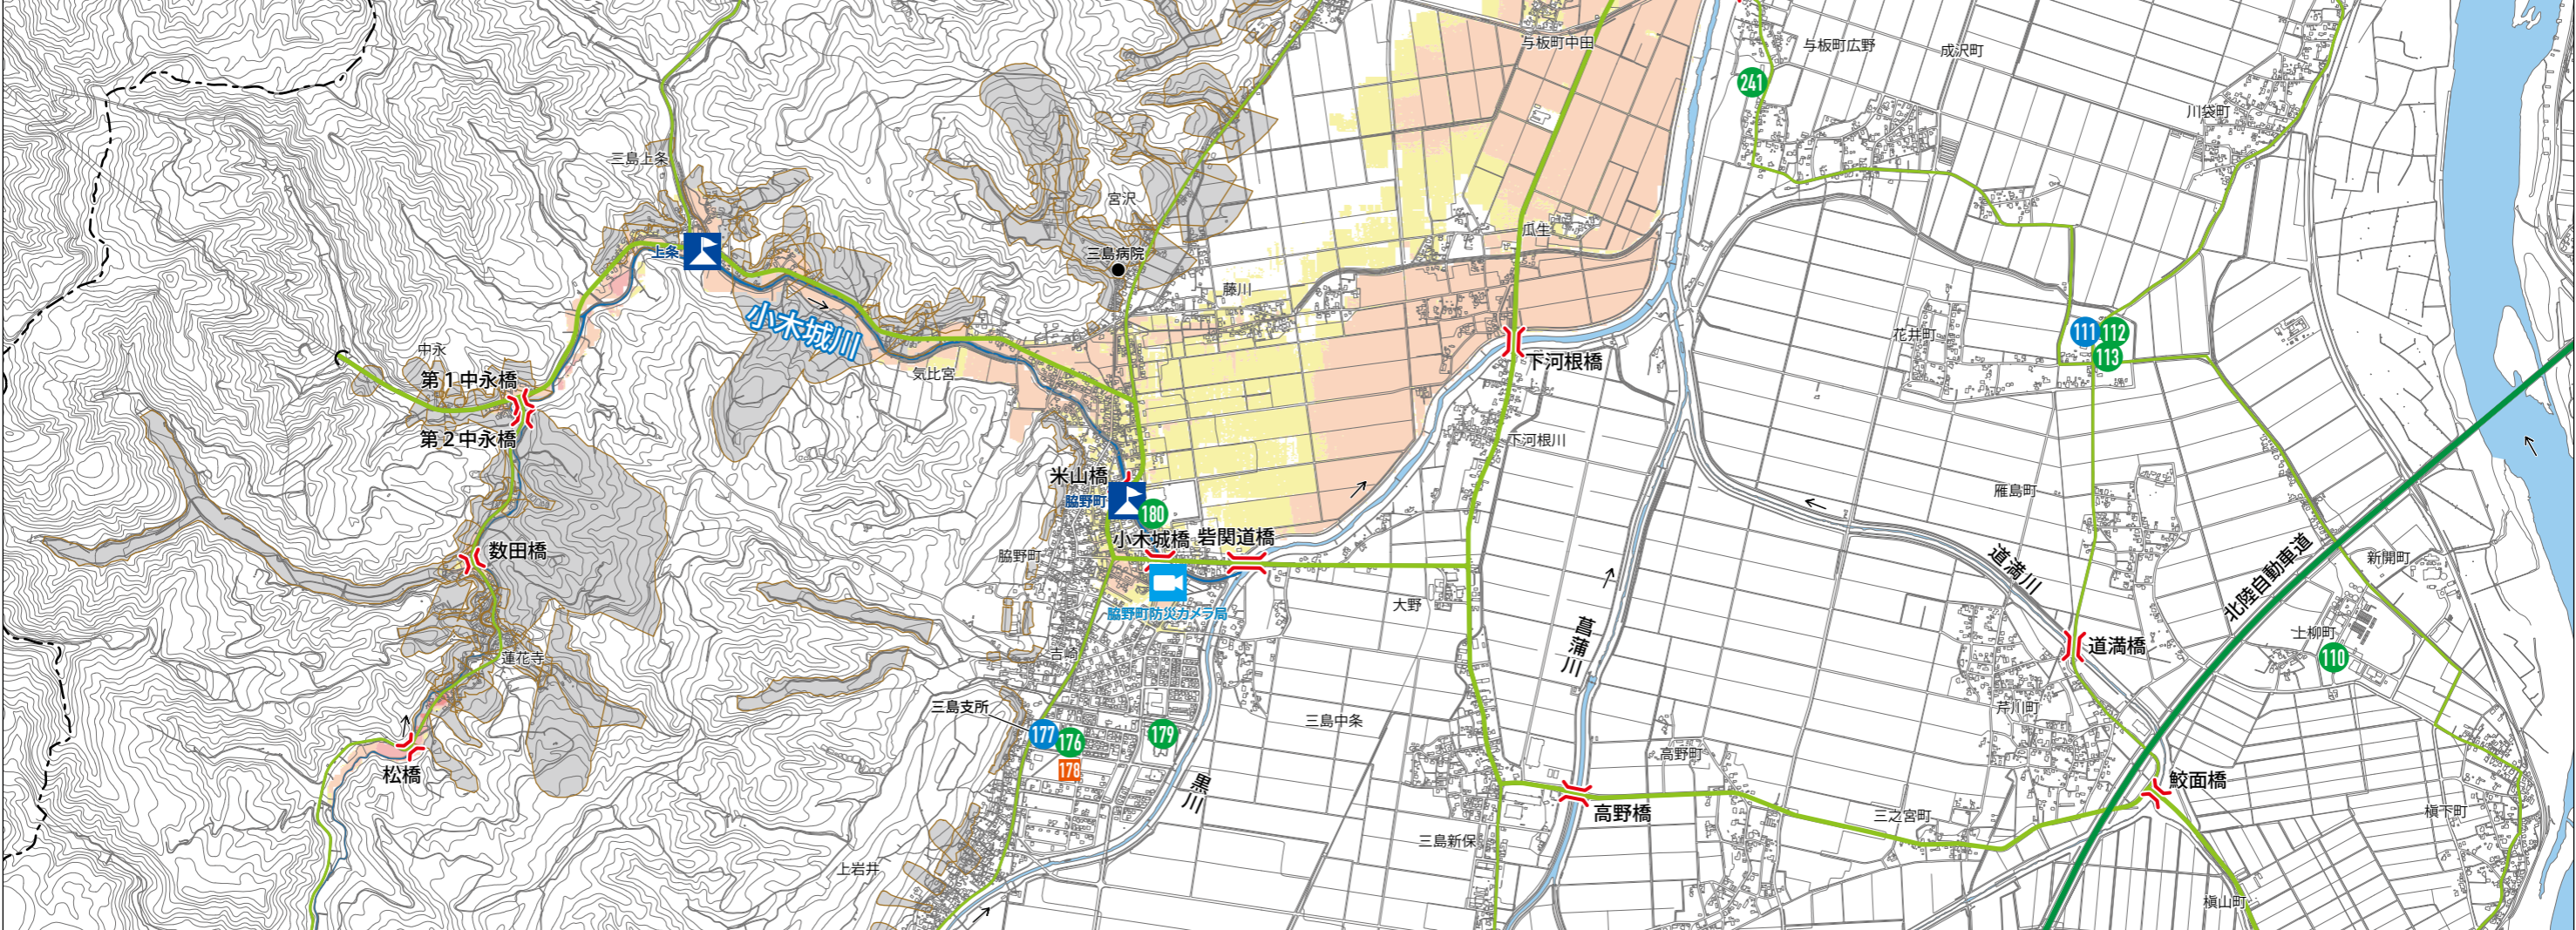 与板町中田
与板町広野
成沢町
241
川袋町
三島上条
宮沢
上条
三島病院
瓜生
藤川
小木城川
花井町
111
112
113
中永
気比宮
下河根橋
第1中永橋
第2中永橋
下河根川
米山橋
脇野町
180
雁島町
小木城橋
砦関道橋
数田橋
脇野町
道満川
北陸自動車道
新開町
脇野町防災カメラ局
大野
菖蒲川
士柳町
道満橋
110
吉崎
蓮花寺
三島支所
三島中条
芹川町
177
176
179
178
高野町
松橋
黒川
鮫面橋
高野橋
三之宮町
槇下町
三島新保
上岩井
槇山町